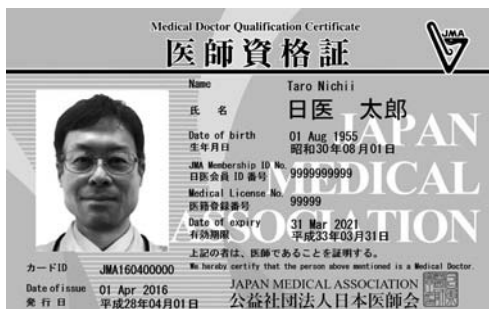 Medical Doctor Qualification Certificate
医師資格証
JMA
Name Taro Nichii
氏 名 日医 太郎
Date of birth 01 Aug 1955
生年月日 昭和30年08月01日
JMA Membership ID No.
日医会員 ID 番号 9999999999
Medical License No.
医籍登録番号 99999
Date of expiry 31 Mar 2021
有効期限 平成33年03月31日
JAPAN
MEDICAL
ASSOCIATION
上記の者は、医師であることを証明する。
We hereby certify that the person above mentioned is a Medical Doctor.
カードID JMA160400000
Date of issue 01 Apr 2016
発行日 平成28年04月01日
JAPAN MEDICAL ASSOCIATION
公益社団法人日本医師会